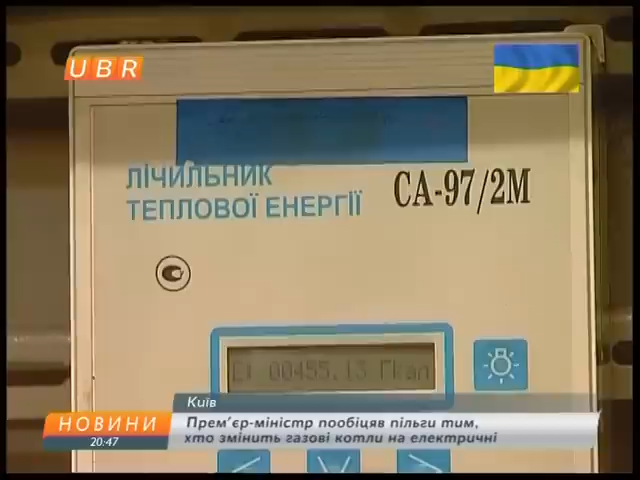 UBR
ЛІЧИЛЬНИК
ТЕПЛОВОЇ ЕНЕРГІЇ
СА-97/2М
00455.13 Гкал
Київ
НОВИНИ
20:47
Прем’єр-міністр пообіцяв пільги тим,
хто змінить газові котли на електричні